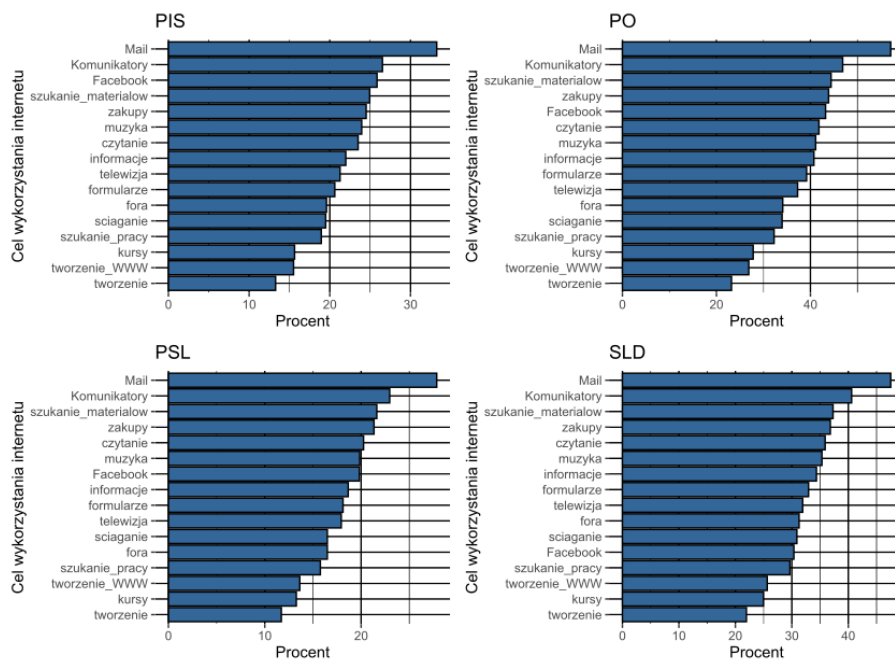 PIS
Cel wykorzystania internetu
Mail
Komunikatory
Facebook
szukanie_materialow
zakupy
muzyka
czytanie
informacje
telewizja
formularze
fora
sciaganie
szukanie_pracy
kursy
tworzenie_WWW
tworzenie
0 10 20 30
Procent
PO
Cel wykorzystania internetu
Mail
Komunikatory
szukanie_materialow
zakupy
Facebook
czytanie
muzyka
informacje
formularze
telewizja
fora
sciaganie
szukanie_pracy
kursy
tworzenie_WWW
tworzenie
0 20 40
Procent
PSL
Cel wykorzystania internetu
Mail
Komunikatory
szukanie_materialow
zakupy
czytanie
muzyka
Facebook
informacje
formularze
telewizja
sciaganie
fora
szukanie_pracy
tworzenie_WWW
kursy
tworzenie
0 10 20
Procent
SLD
Cel wykorzystania internetu
Mail
Komunikatory
szukanie_materialow
zakupy
czytanie
muzyka
informacje
formularze
telewizja
fora
sciaganie
Facebook
szukanie_pracy
tworzenie_WWW
kursy
tworzenie
0 10 20 30 40
Procent